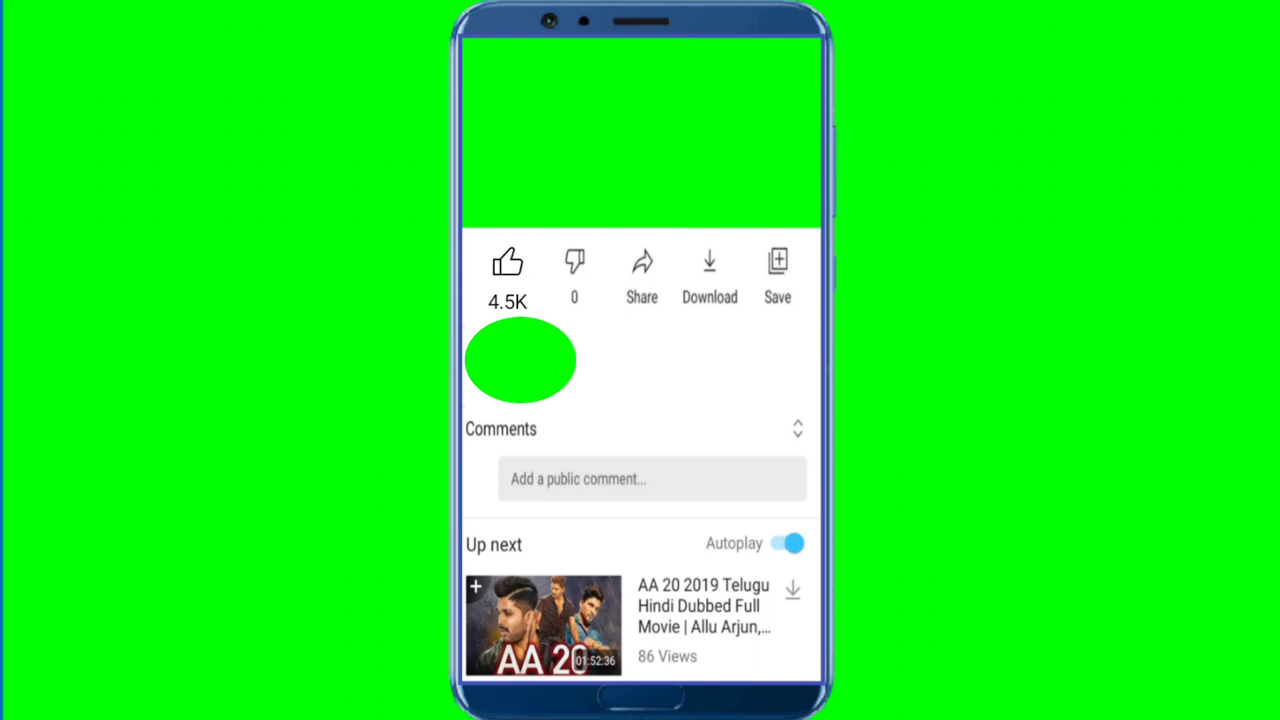 4.5K
0
Share
Download
Save
Comments
Add a public comment...
Up next
Autoplay
AA 20 2019 Telugu
Hindi Dubbed Full
Movie | Allu Arjun,...
86 Views
AA 20
01:52:36